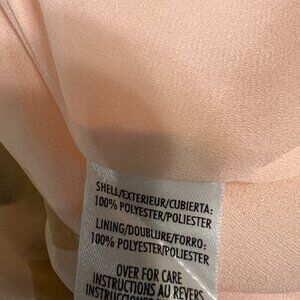 SHELL/EXTERIEUR/CUBIERTA:
100% POLYESTER/POLIESTER
LINING/DOUBLURE/FORRO:
100% POLYESTER/POLIESTER
OVER FOR CARE
INSTRUCTIONS AU REVERS